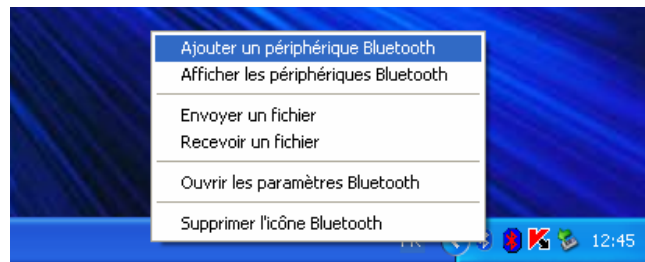 Ajouter un périphérique Bluetooth
Afficher les périphériques Bluetooth
Envoyer un fichier
Recevoir un fichier
Ouvrir les paramètres Bluetooth
Supprimer l'icône Bluetooth
12:45